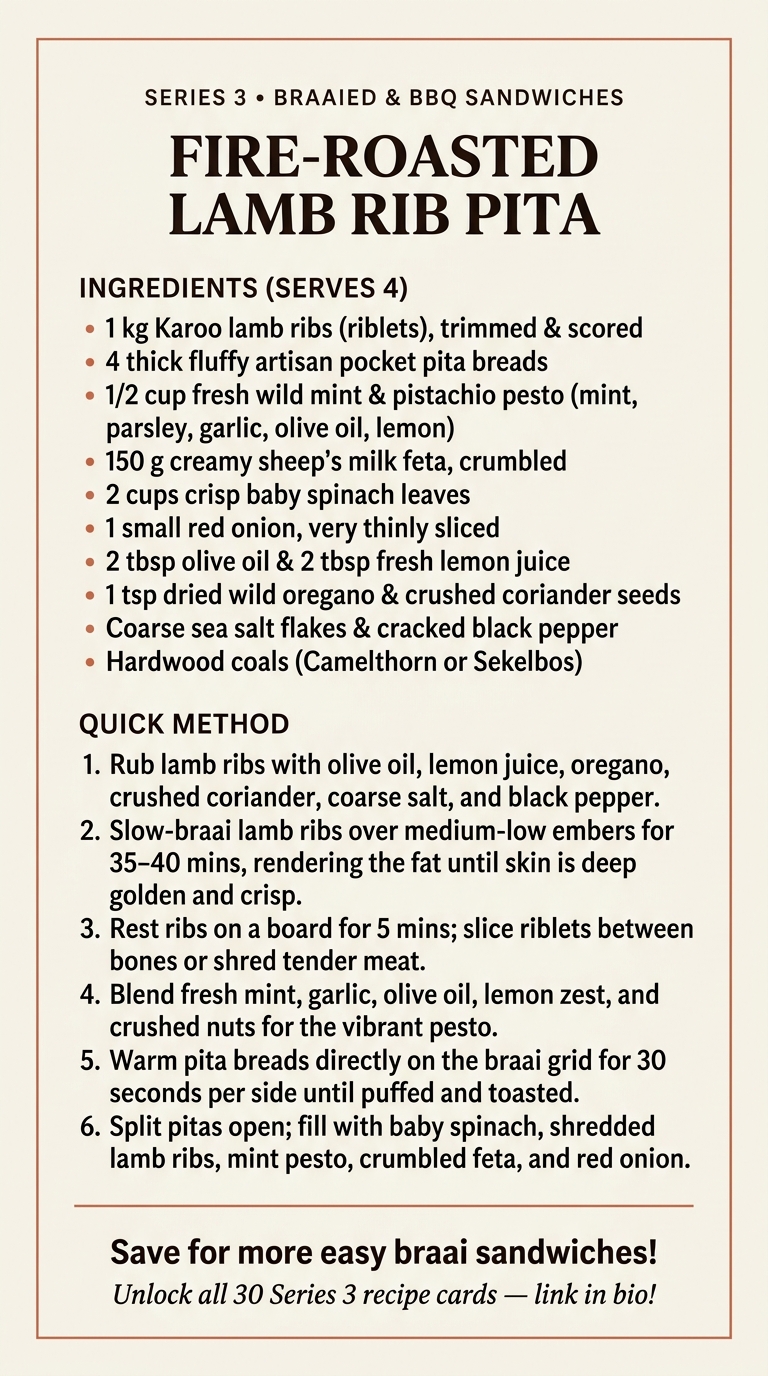 SERIES 3 • BRAAIED & BBQ SANDWICHES
FIRE-ROASTED
LAMB RIB PITA
INGREDIENTS (SERVES 4)
• 1 kg Karoo lamb ribs (riblets), trimmed & scored
• 4 thick fluffy artisan pocket pita breads
• 1/2 cup fresh wild mint & pistachio pesto (mint,
parsley, garlic, olive oil, lemon)
• 150 g creamy sheep’s milk feta, crumbled
• 2 cups crisp baby spinach leaves
• 1 small red onion, very thinly sliced
• 2 tbsp olive oil & 2 tbsp fresh lemon juice
• 1 tsp dried wild oregano & crushed coriander seeds
• Coarse sea salt flakes & cracked black pepper
• Hardwood coals (Camelthorn or Sekelbos)
QUICK METHOD
1. Rub lamb ribs with olive oil, lemon juice, oregano,
crushed coriander, coarse salt, and black pepper.
2. Slow-braai lamb ribs over medium-low embers for
35–40 mins, rendering the fat until skin is deep
golden and crisp.
3. Rest ribs on a board for 5 mins; slice riblets between
bones or shred tender meat.
4. Blend fresh mint, garlic, olive oil, lemon zest, and
crushed nuts for the vibrant pesto.
5. Warm pita breads directly on the braai grid for 30
seconds per side until puffed and toasted.
6. Split pitas open; fill with baby spinach, shredded
lamb ribs, mint pesto, crumbled feta, and red onion.
Save for more easy braai sandwiches!
Unlock all 30 Series 3 recipe cards — link in bio!